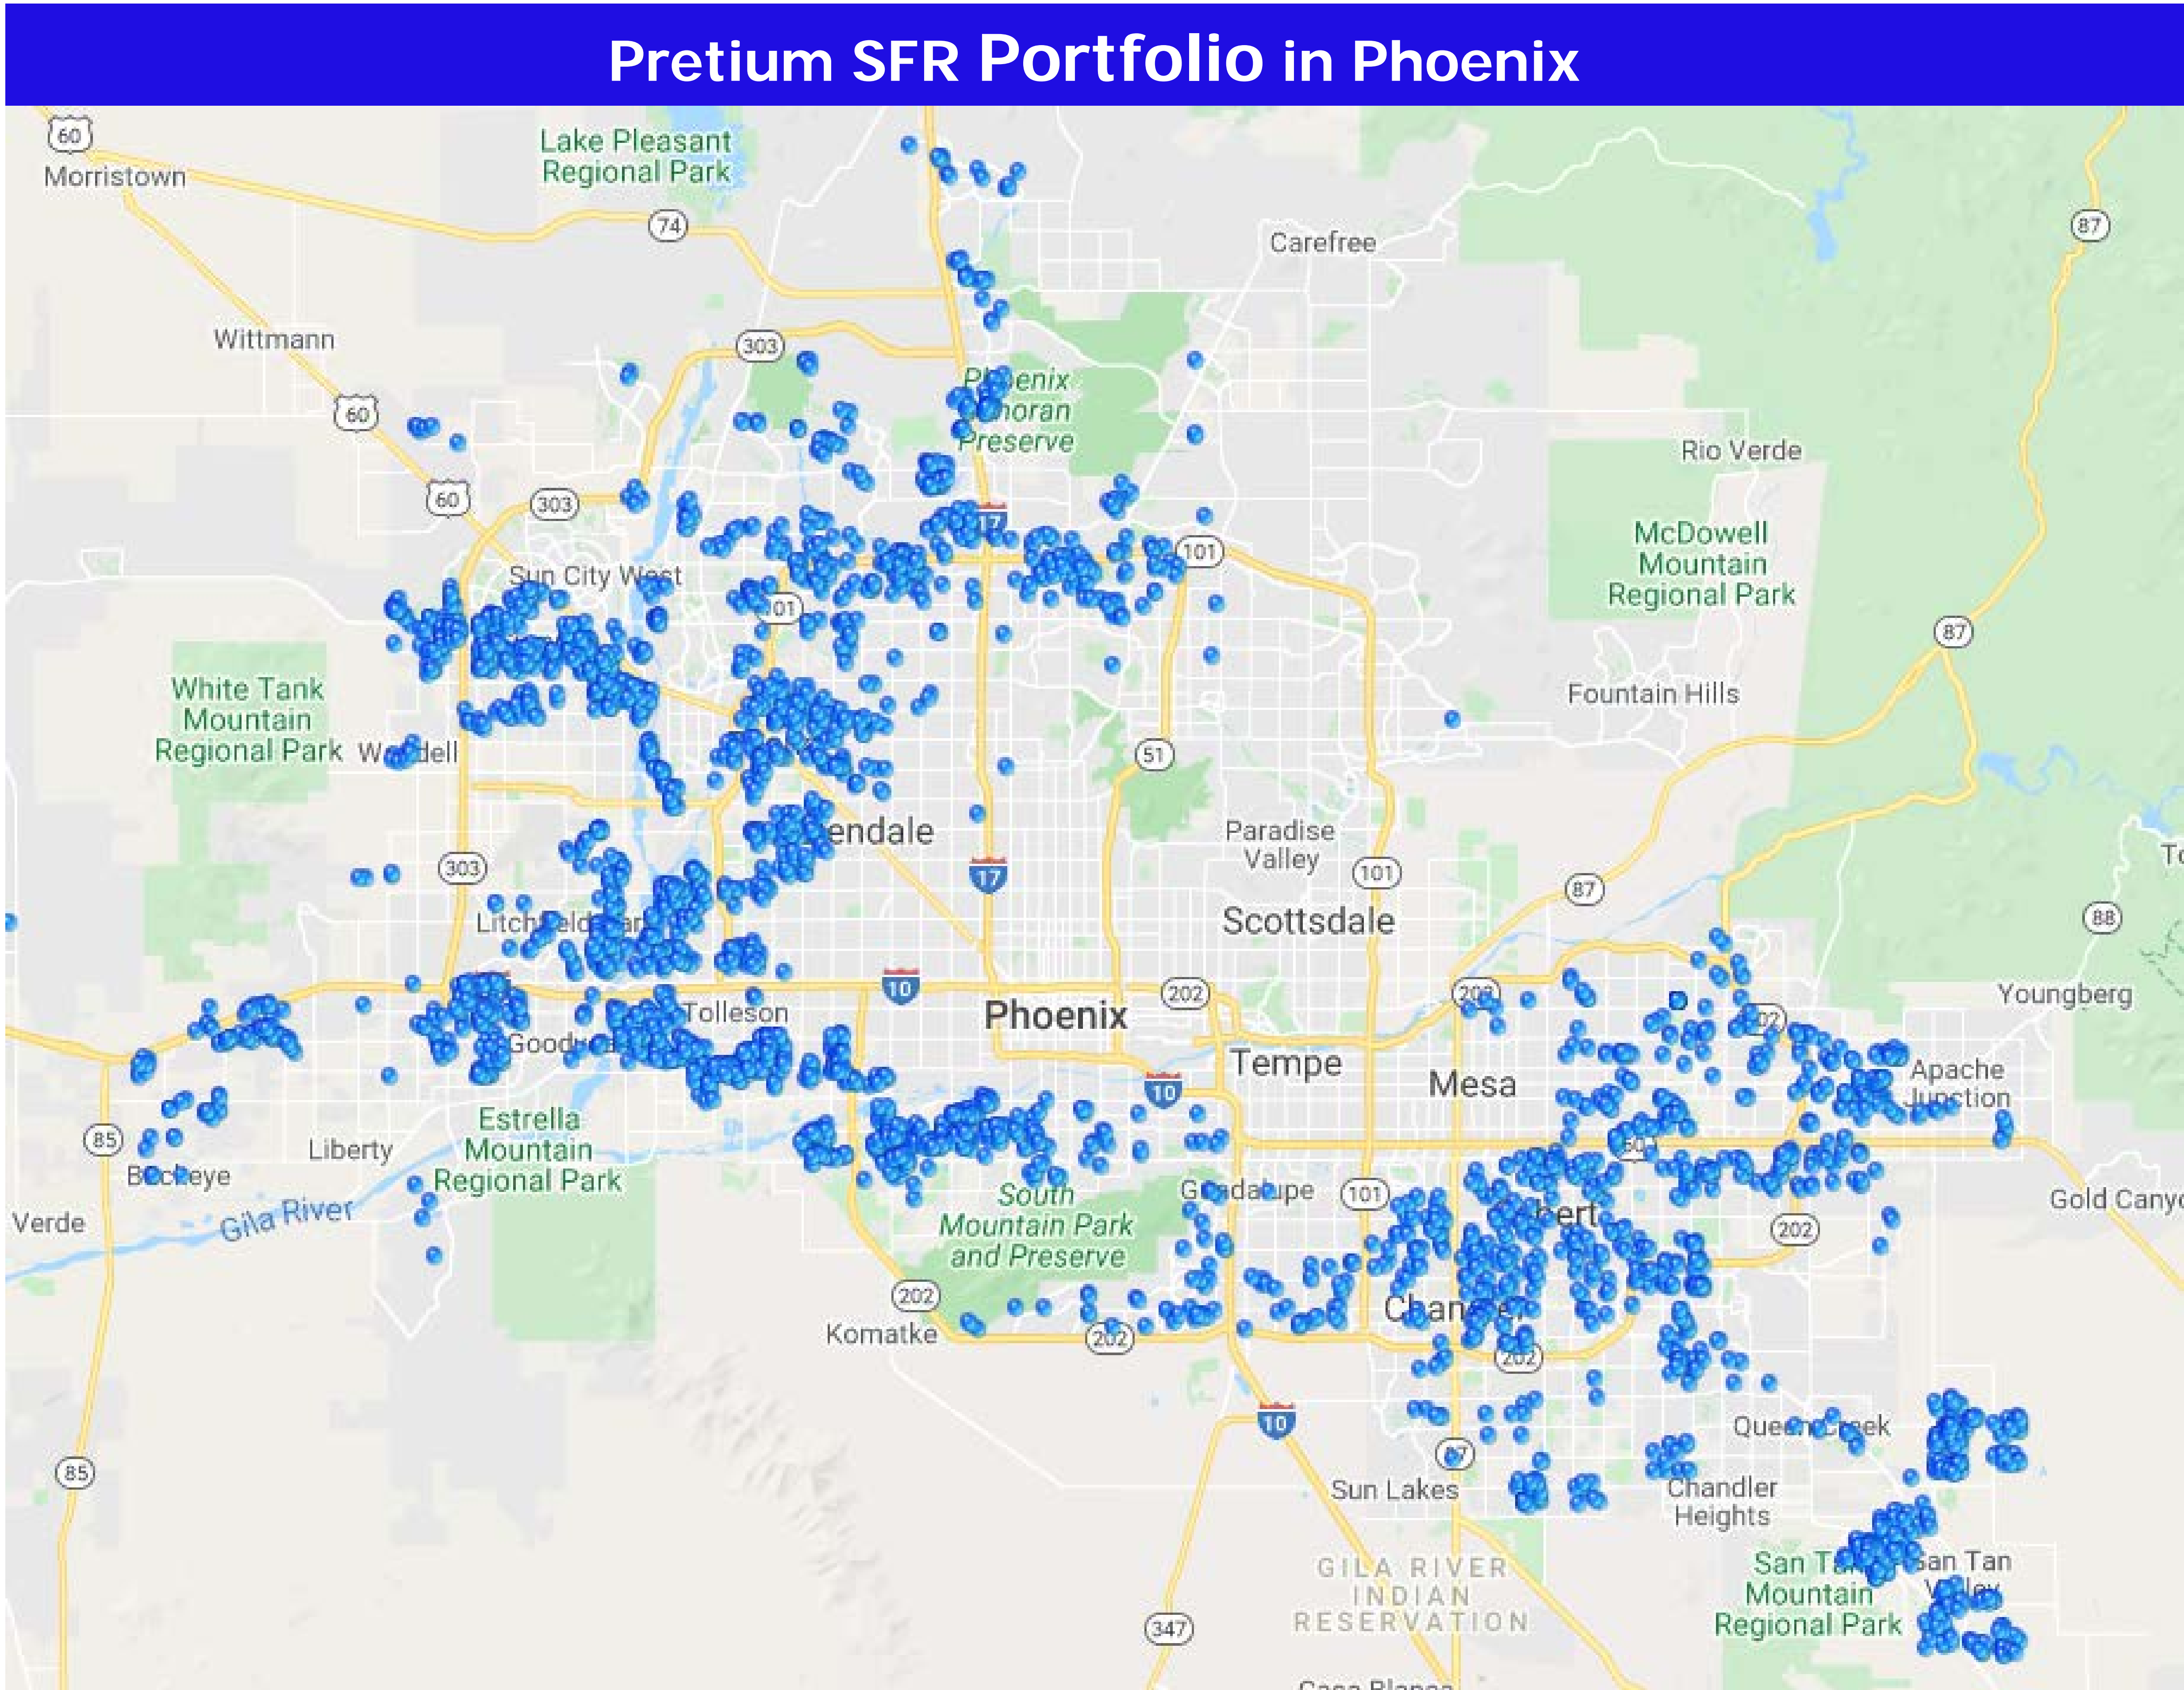 Pretium SFR Portfolio in Phoenix
60
Morristown
Lake Pleasant
Regional Park
74
87
Carefree
Wittmann
303
60
Phoenix
Preserve
Rio Verde
60
303
17
McDowell
Mountain
Regional Park
101
Sun City West
87
White Tank
Mountain
Regional Park
Fountain Hills
51
endale
Paradise
Valley
303
17
101
87
88
Scottsdale
10
Phoenix
202
Youngberg
Tolleson
Tempe
10
Mesa
Apache
Junction
Estrella
Mountain
Regional Park
85
Liberty
Gila River
Verde
South
Mountain Park
and Preserve
101
Gold Canyo
202
202
Komatke
202
202
10
85
Sun Lakes
Chandler
Heights
GILA RIVER
INDIAN
RESERVATION
San Tan
Mountain
Regional Park
347